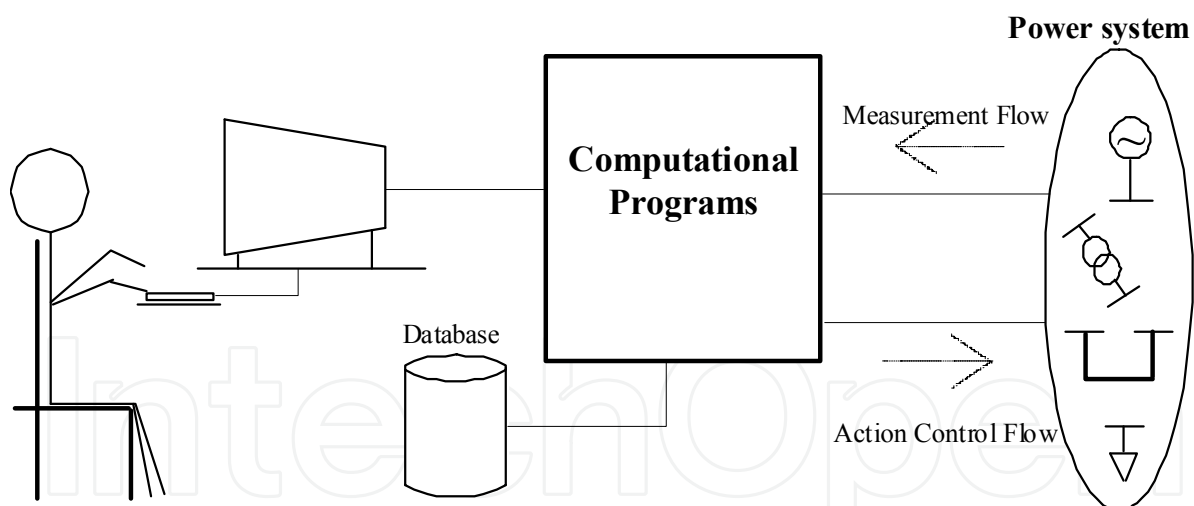 Power system
Measurement Flow
Computational
Programs
Database
Action Control Flow
IntechOpen